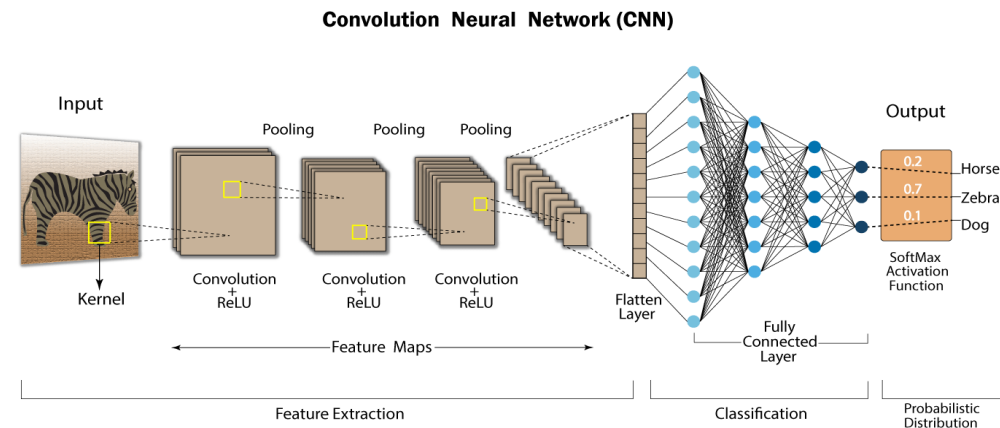 Convolution Neural Network (CNN)
Input
Output
Pooling
Pooling
Pooling
Kernel
Convolution
+
ReLU
Convolution
+
ReLU
Convolution
+
ReLU
Flatten
Layer
0.2
Horse
0.7
Zebra
0.1
Dog
SoftMax
Activation
Function
Feature Maps
Fully
Connected
Layer
Feature Extraction
Classification
Probabilistic
Distribution